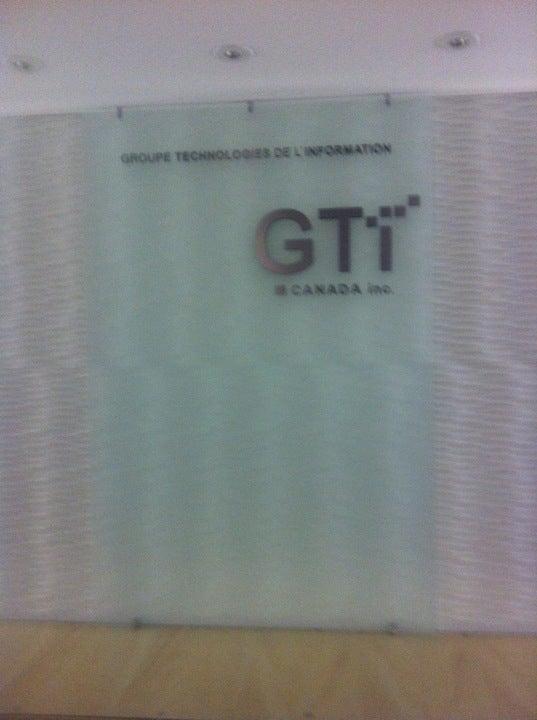 GROUPE TECHNOLOGIES DE L'INFORMATION
GTi
CANADA inc.